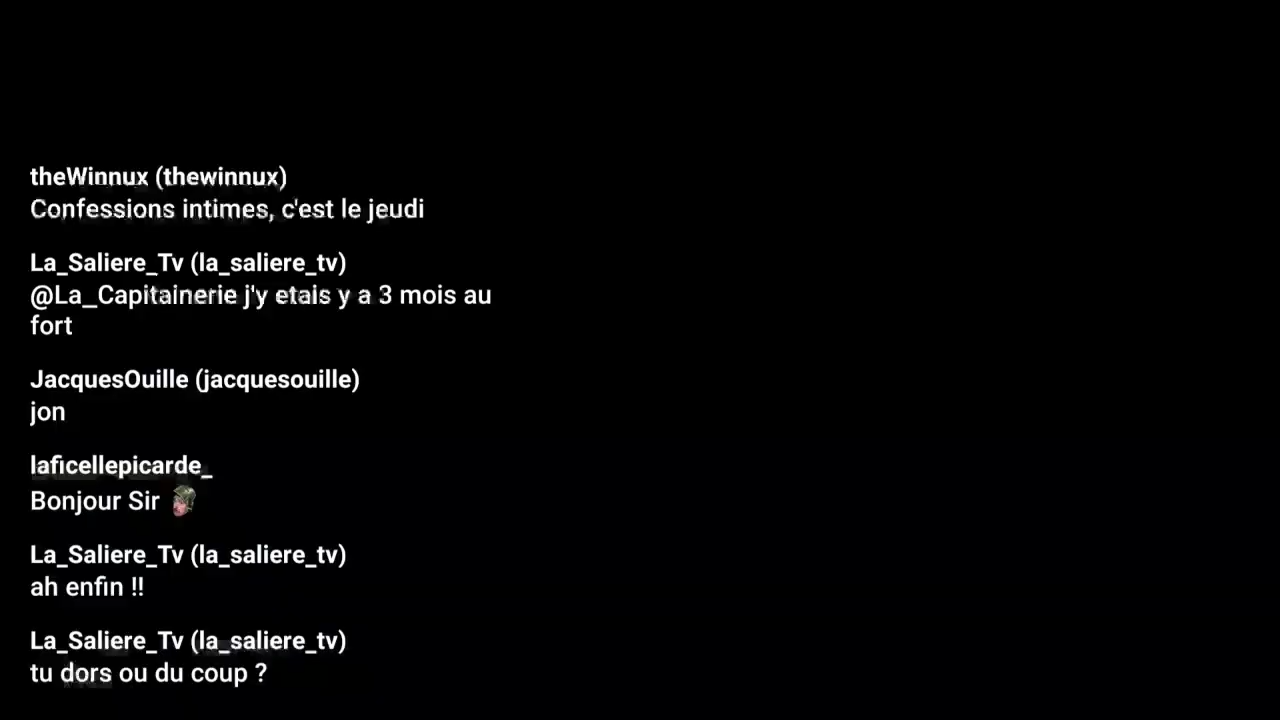 theWinnux (thewinnux)
Confessions intimes, c'est le jeudi
La_Saliere_Tv (la_saliere_tv)
@La_Capitainerie j'y etais y a 3 mois au
fort
JacquesOuille (jacquesouille)
jon
laficellepicarde_
Bonjour Sir
La_Saliere_Tv (la_saliere_tv)
ah enfin !!
La_Saliere_Tv (la_saliere_tv)
tu dors ou du coup ?